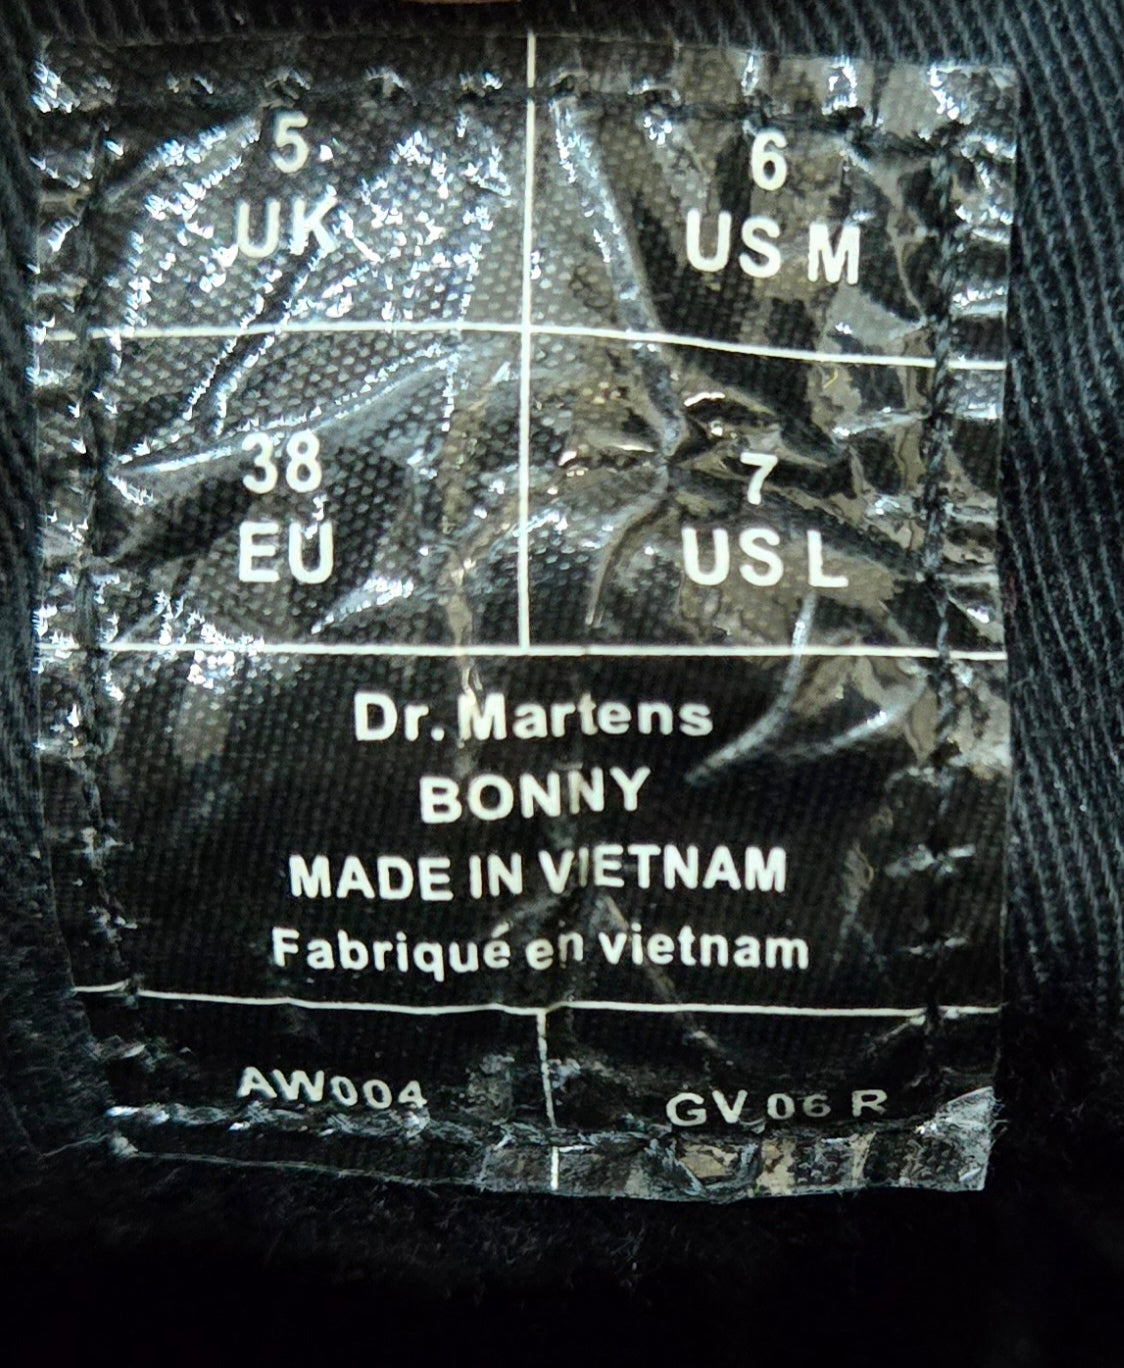 5
UK
6
US M
38
EU
7
US L
Dr. Martens
BONNY
MADE IN VIETNAM
Fabriqué en vietnam
AW004
GV 06 R